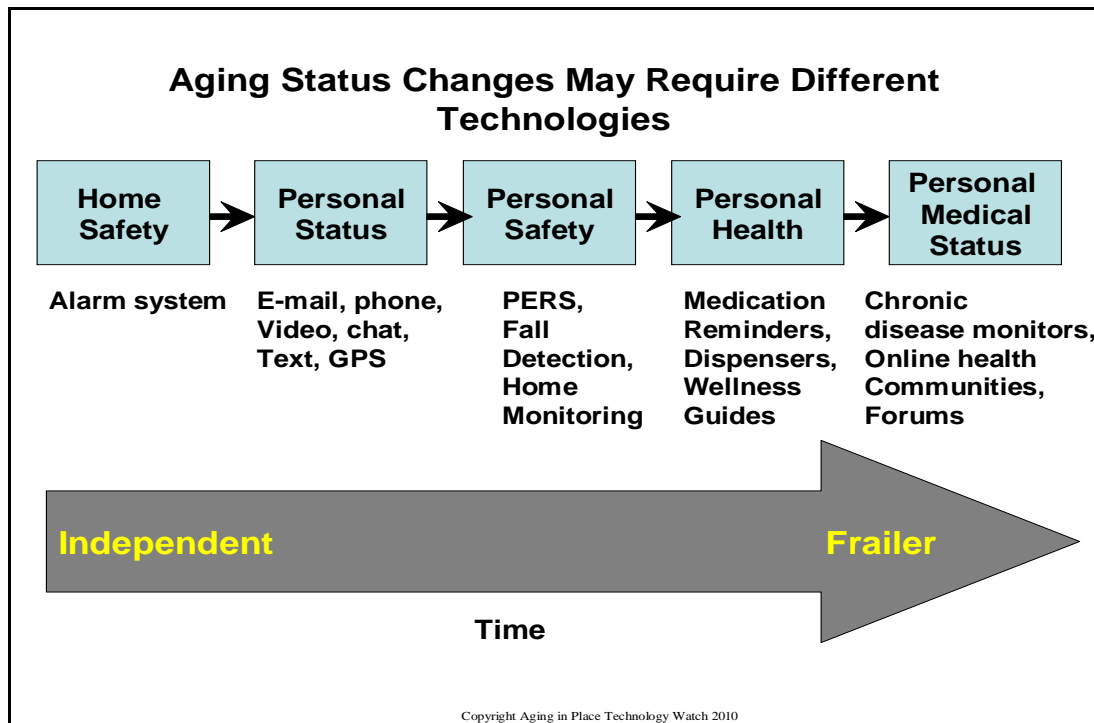 Aging Status Changes May Require Different
Technologies
Home
Safety
Personal
Status
Personal
Safety
Personal
Health
Personal
Medical
Status
Alarm system
E-mail, phone,
Video, chat,
Text, GPS
PERS,
Fall
Detection,
Home
Monitoring
Medication
Reminders,
Dispensers,
Wellness
Guides
Chronic
disease monitors,
Online health
Communities,
Forums
Independent
Frailer
Time
Copyright Aging in Place Technology Watch 2010